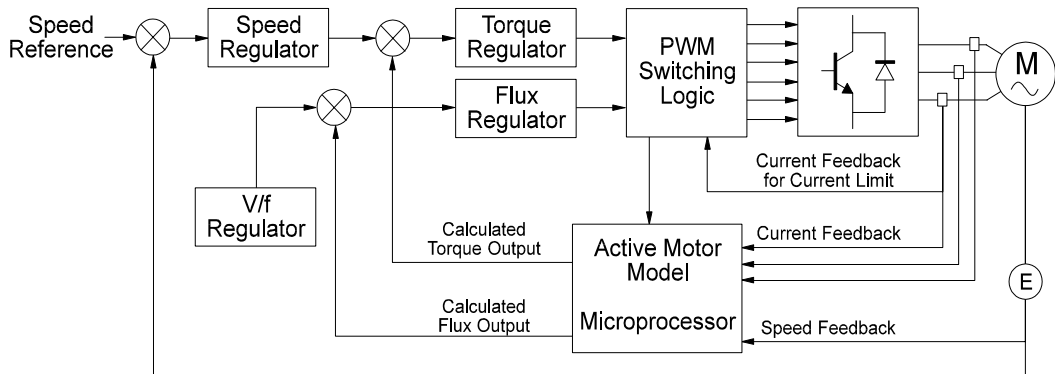 Speed
Reference
Speed
Regulator
Torque
Regulator
Flux
Regulator
PWM
Switching
Logic
M
Current Feedback
for Current Limit
V/f
Regulator
Calculated
Torque Output
Active Motor
Model
Microprocessor
Current Feedback
E
Calculated
Flux Output
Speed Feedback